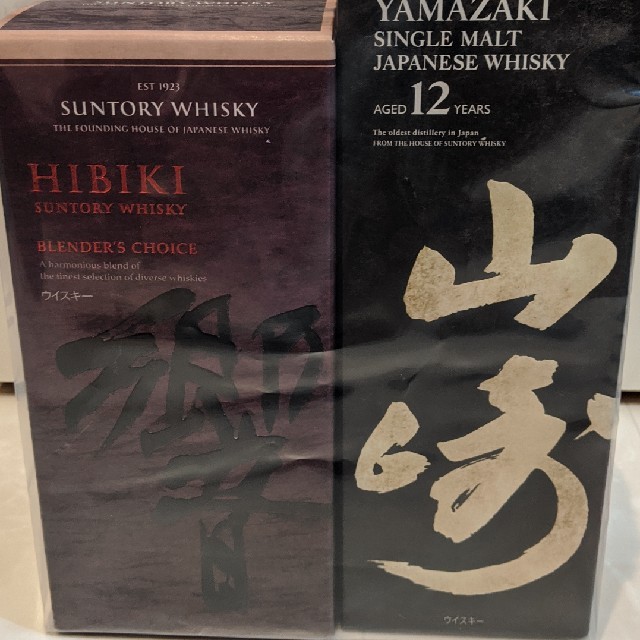 SUNTORY WHISKY
EST 1923
SUNTORY WHISKY
THE FOUNDING HOUSE OF JAPANESE WHISKY
HIBIKI
SUNTORY WHISKY
BLENDER'S CHOICE
A harmonious blend of
the finest selection of diverse whiskies
ウイスキー
響
YAMAZAKI
SINGLE MALT
JAPANESE WHISKY
AGED 12 YEARS
The oldest distillery in Japan
FROM THE HOUSE OF SUNTORY WHISKY
山
崎
ウイスキー